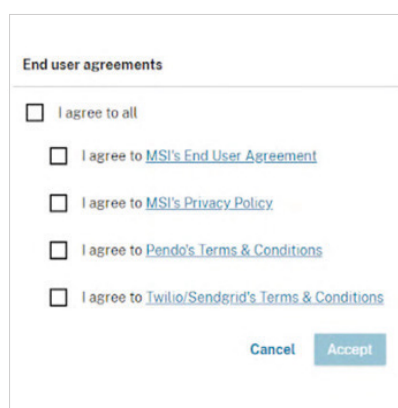 End user agreements
I agree to all
I agree to MSI's End User Agreement
I agree to MSI's Privacy Policy
I agree to Pendo's Terms & Conditions
I agree to Twilio/Sendgrid's Terms & Conditions
Cancel Accept